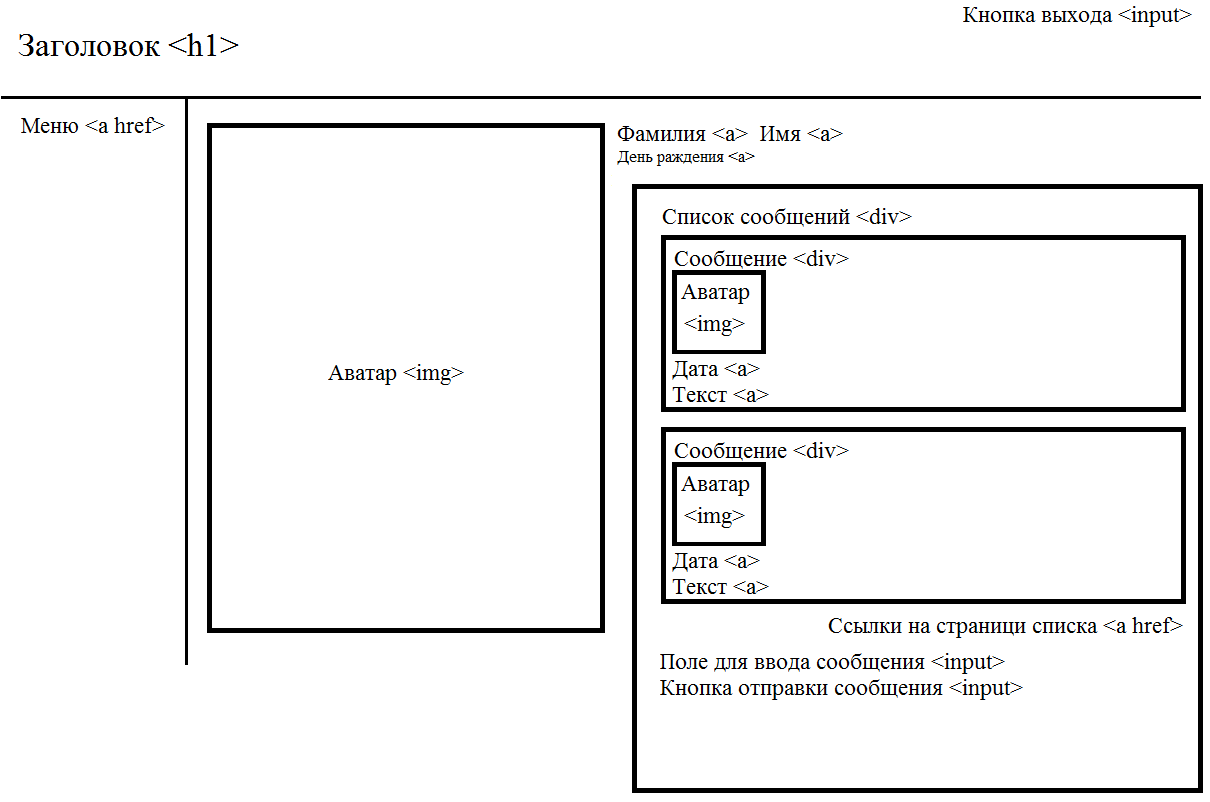 Кнопка выхода <input>
Заголовок <h1>
Меню <a href>
Аватар <img>
Фамилия <a> Имя <a>
День раждения <a>
Список сообщений <div>
Сообщение <div>
Аватар
<img>
Дата <a>
Текст <a>
Сообщение <div>
Аватар
<img>
Дата <a>
Текст <a>
Ссылки на страници списка <a href>
Поле для ввода сообщения <input>
Кнопка отправки сообщения <input>